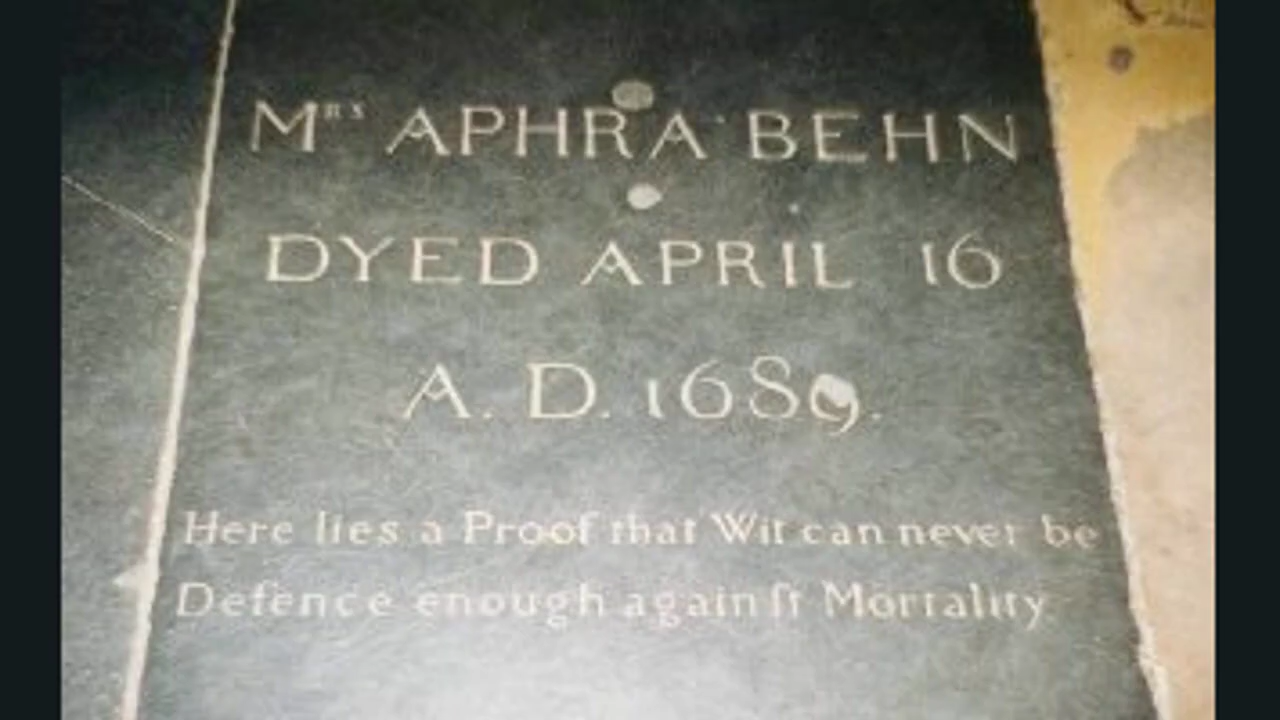 Mrs APHRA BEHN
DYED APRIL 16
A. D. 1689.
Here lies a Proof that Wit can never be
Defence enough againſt Mortality.